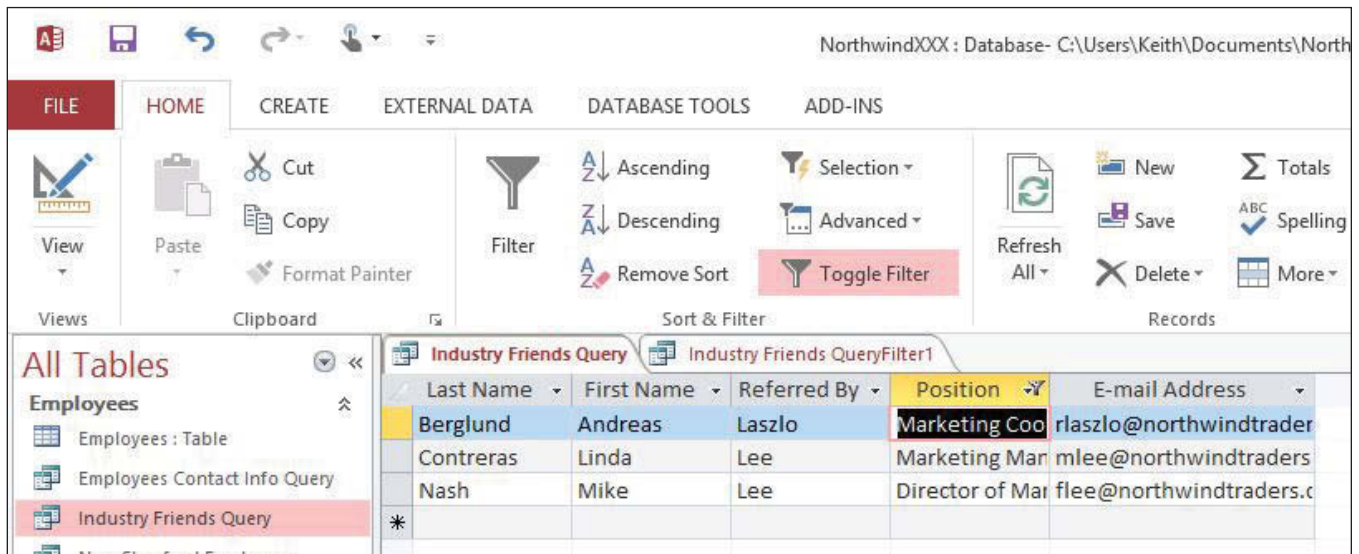 NorthwindXXX : Database- C:\Users\Keith\Documents\North
FILE HOME CREATE EXTERNAL DATA DATABASE TOOLS ADD-INS
View
Views
Paste
Cut
Copy
Format Painter
Clipboard
Filter
Ascending
Descending
Remove Sort
Selection
Advanced
Toggle Filter
Sort & Filter
Refresh
All
New
Save
Delete
Totals
ABC
Spelling
More
Records
All Tables
Employees
Employees : Table
Employees Contact Info Query
Industry Friends Query
Industry Friends Query Industry Friends QueryFilter1
Last Name First Name Referred By Position E-mail Address
Berglund Andreas Laszlo Marketing Coo rlaszlo@northwindtrader
Contreras Linda Lee Marketing Man mlee@northwindtraders
Nash Mike Lee Director of Mar flee@northwindtraders.c